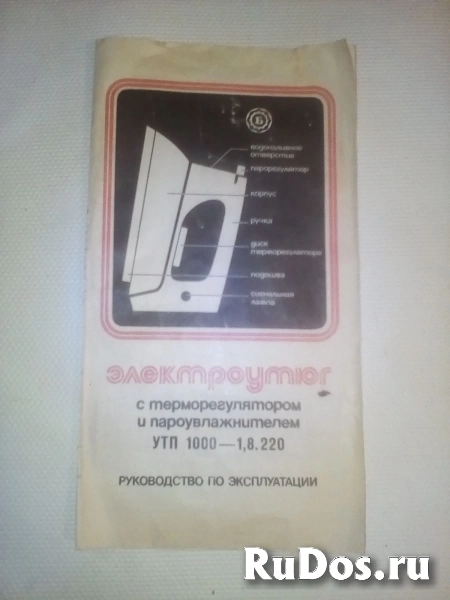 Б
водоналивное
отверстие
парорегулятор
корпус
ручка
диск
терморегулятора
подошва
сигнальная
лампа
электроутюг
с терморегулятором
и пароувлажнителем
УТП 1000—1,8.220
РУКОВОДСТВО ПО ЭКСПЛУАТАЦИИ
RuDos.ru